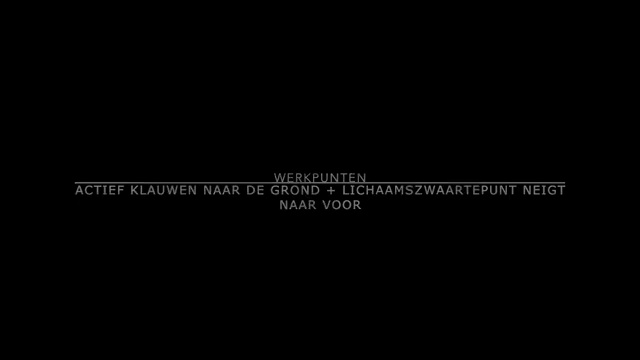 WERKPUNTEN
ACTIEF KLAUWEN NAAR DE GROND + LICHAAMSZWAARTEPUNT NEIGT
NAAR VOOR